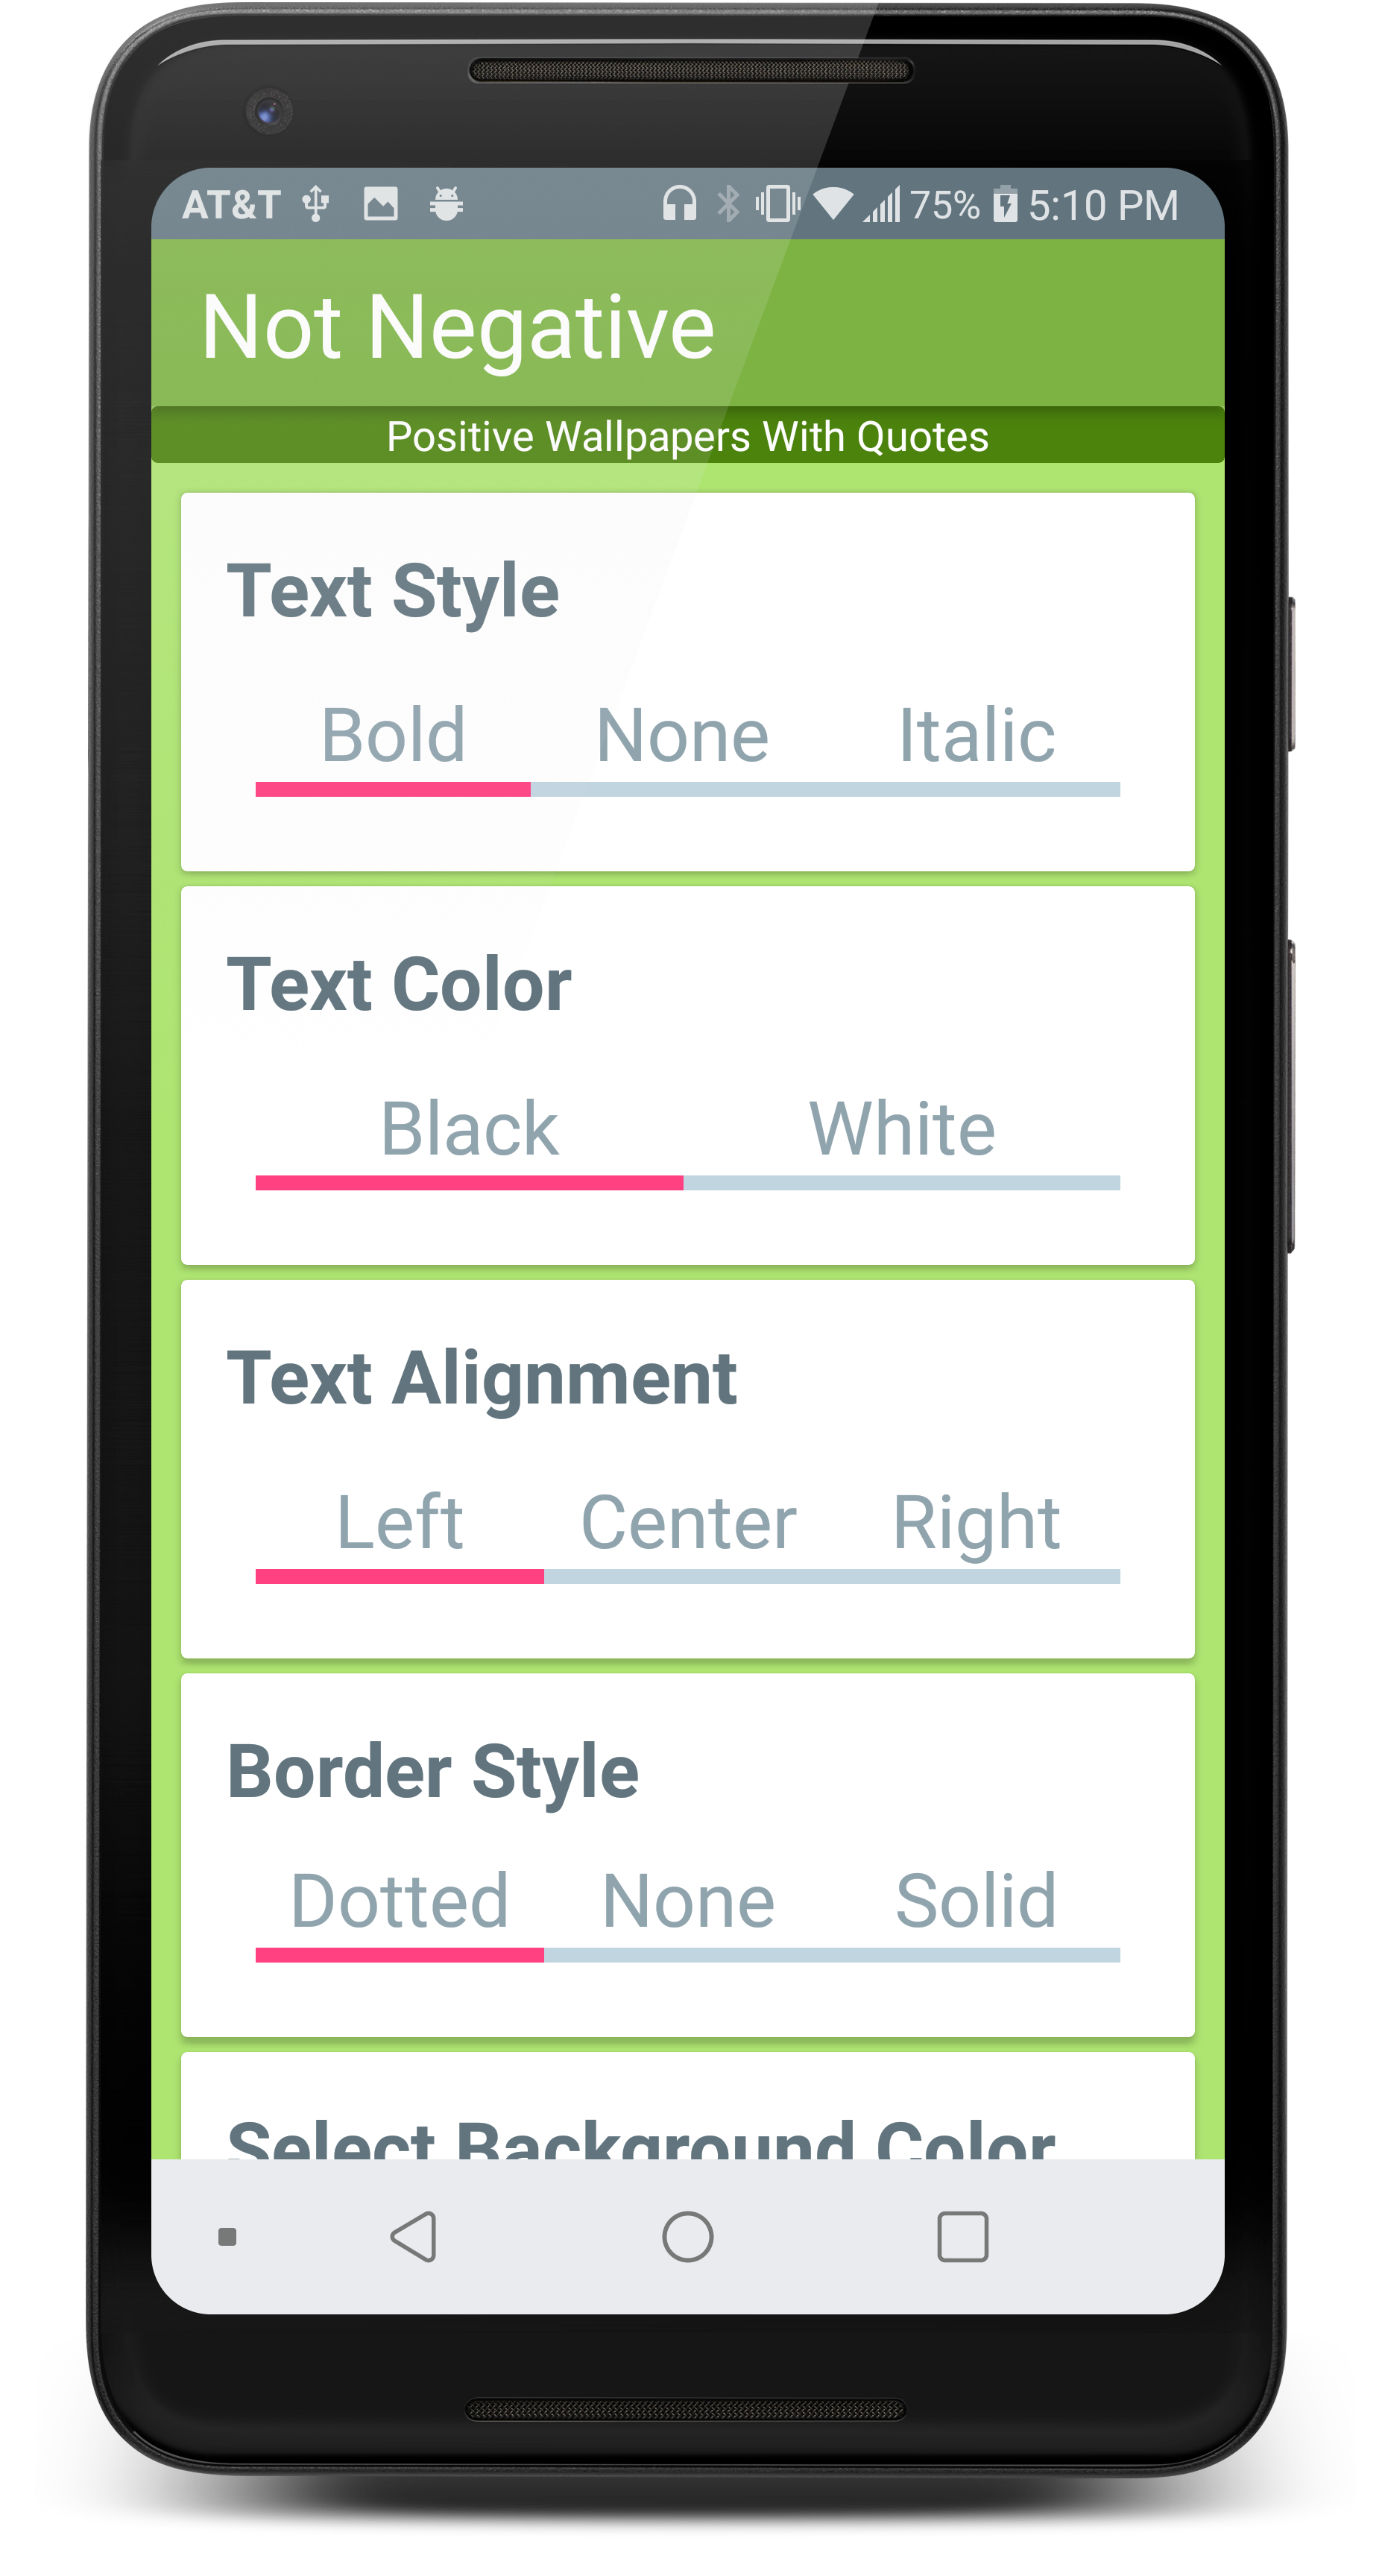 AT&T 75% 5:10 PM
Not Negative
Positive Wallpapers With Quotes
Text Style
Bold None Italic
Text Color
Black White
Text Alignment
Left Center Right
Border Style
Dotted None Solid
Select Background Color